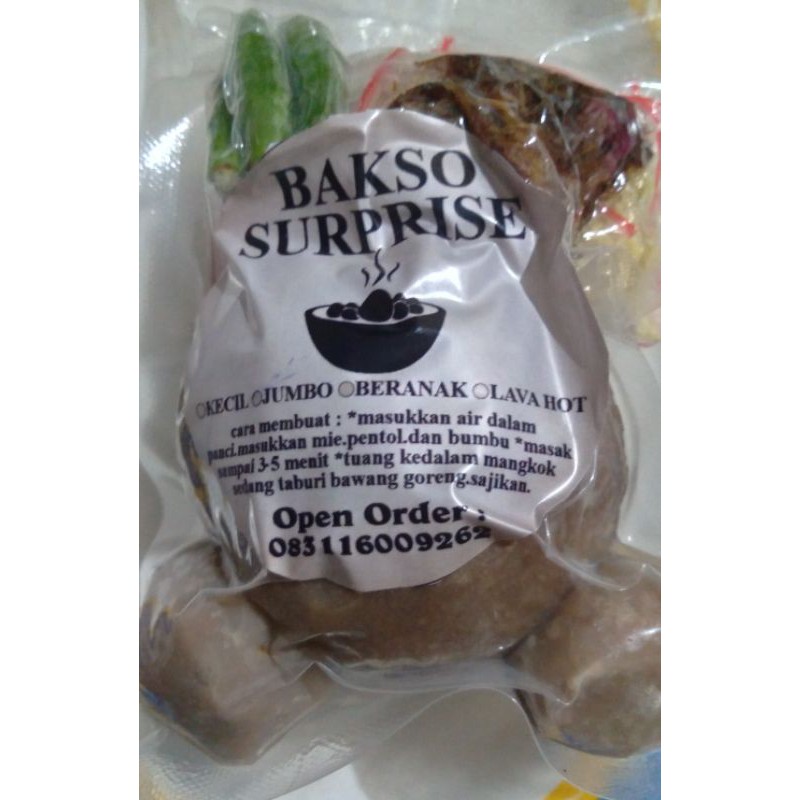 BAKSO
SURPRISE
KECIL JUMBO BERANAK LAVA HOT
cara membuat : *masukkan air dalam
panci.masukkan mie.pentol.dan bumbu *masak
sampai 3-5 menit *tuang kedalam mangkok
sedang taburi bawang goreng.sajikan.
Open Order :
083116009262